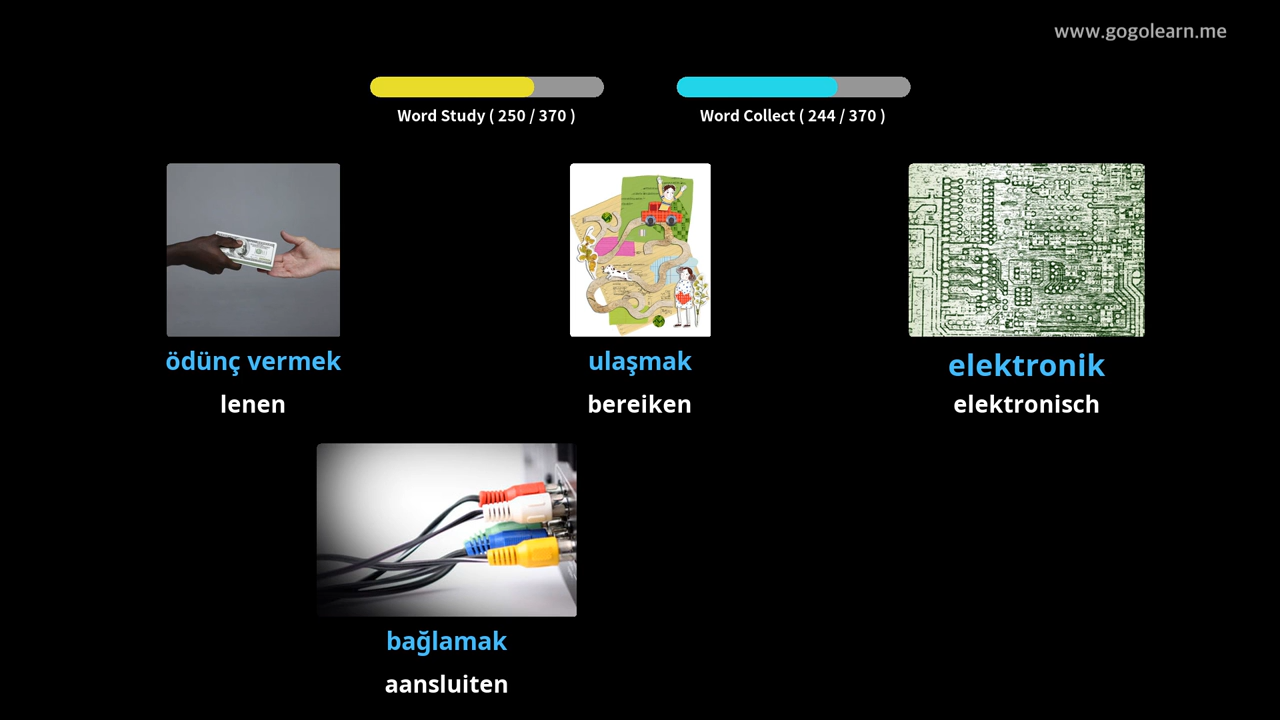 www.gogolearn.me
Word Study ( 250 / 370 )
Word Collect ( 244 / 370 )
ödünç vermek
lenen
ulaşmak
bereiken
elektronik
elektronisch
bağlamak
aansluiten